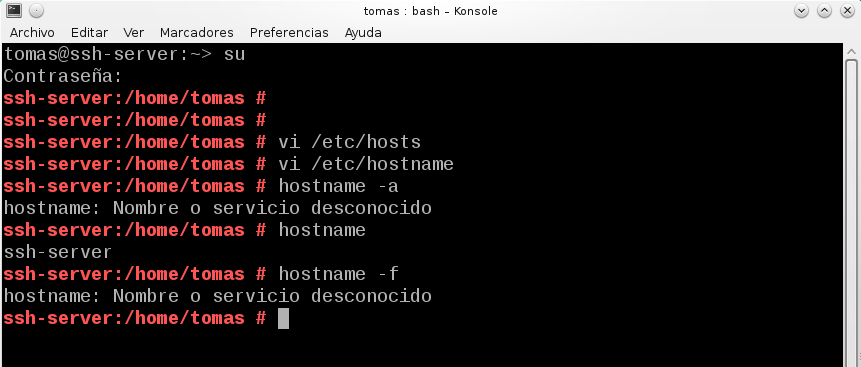 tomas : bash - Konsole
Archivo Editar Ver Marcadores Preferencias Ayuda
tomas@ssh-server:~> su
Contraseña:
ssh-server:/home/tomas #
ssh-server:/home/tomas #
ssh-server:/home/tomas # vi /etc/hosts
ssh-server:/home/tomas # vi /etc/hostname
ssh-server:/home/tomas # hostname -a
hostname: Nombre o servicio desconocido
ssh-server:/home/tomas # hostname
ssh-server
ssh-server:/home/tomas # hostname -f
hostname: Nombre o servicio desconocido
ssh-server:/home/tomas #